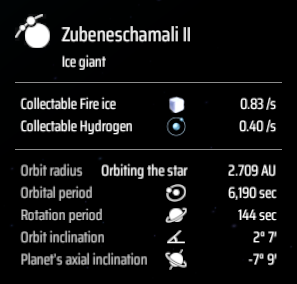 Zubeneschamali II
Ice giant
Collectable Fire ice 0.83 /s
Collectable Hydrogen 0.40 /s
Orbit radius Orbiting the star 2.709 AU
Orbital period 6,190 sec
Rotation period 144 sec
Orbit inclination 2° 7'
Planet's axial inclination -7° 9'